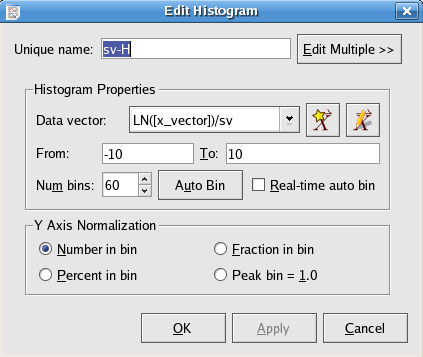 Edit Histogram
Unique name: sv-H Edit Multiple >>
Histogram Properties
Data vector: LN([x_vector])/sv
From: -10 To: 10
Num bins: 60 Auto Bin Real-time auto bin
Y Axis Normalization
Number in bin Fraction in bin
Percent in bin Peak bin = 1.0
OK Apply Cancel